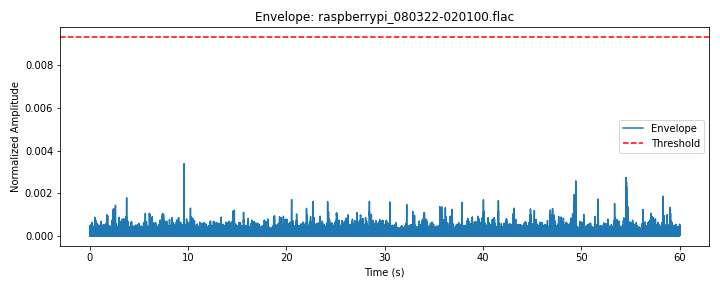 Envelope: raspberrypi_080322-020100.flac
0.008
0.006
0.004
0.002
0.000
Normalized Amplitude
Envelope
Threshold
0 10 20 30 40 50 60
Time (s)